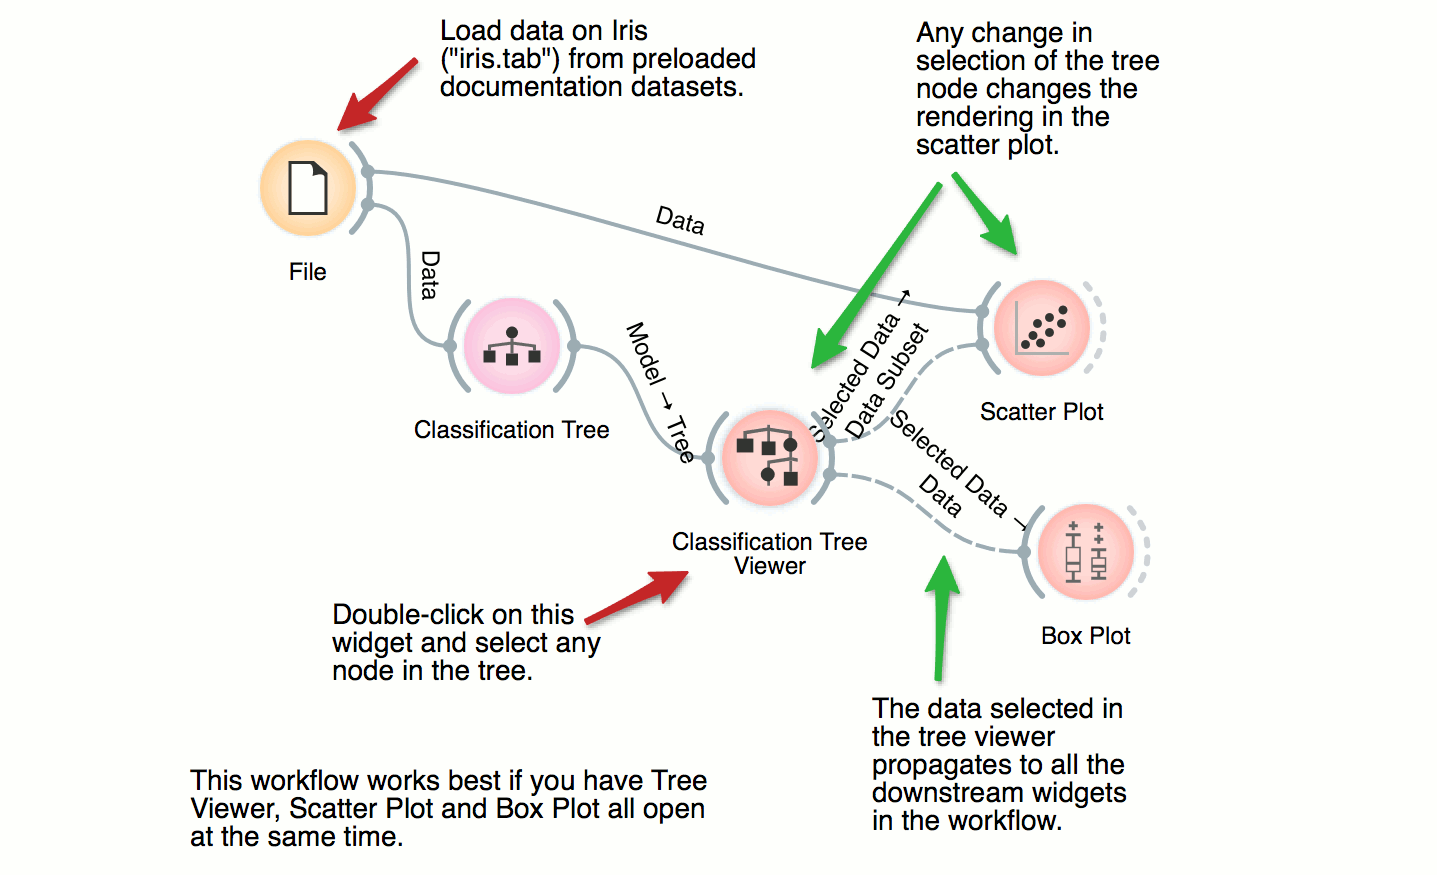 Load data on Iris
("iris.tab") from preloaded
documentation datasets.
Any change in
selection of the tree
node changes the
rendering in the
scatter plot.
File
Data
Data
Classification Tree
Model → Tree
Selected Data →
Data Subset
Scatter Plot
Selected Data →
Data
Classification Tree
Viewer
Box Plot
Double-click on this
widget and select any
node in the tree.
The data selected in
the tree viewer
propagates to all the
downstream widgets
in the workflow.
This workflow works best if you have Tree
Viewer, Scatter Plot and Box Plot all open
at the same time.